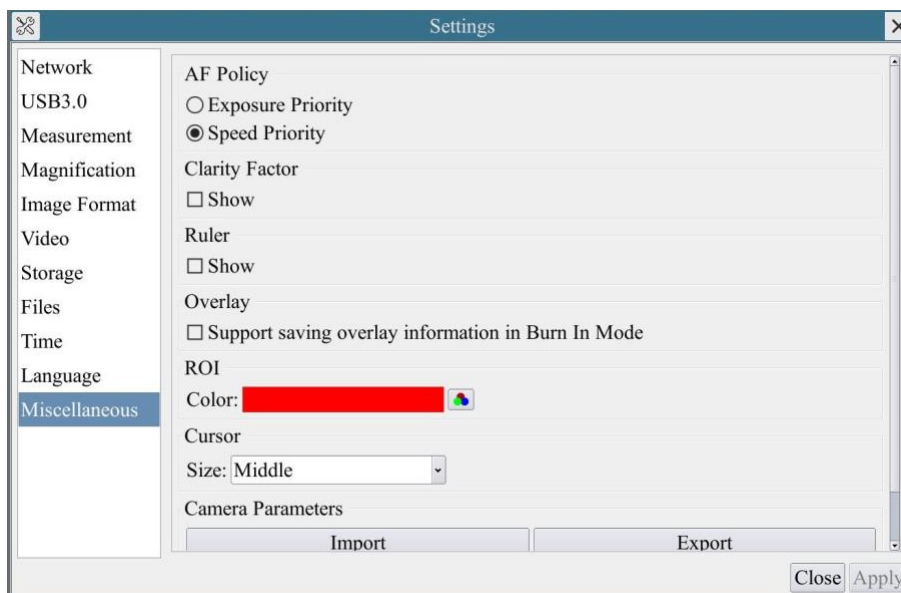 Settings
Network
USB3.0
Measurement
Magnification
Image Format
Video
Storage
Files
Time
Language
Miscellaneous
AF Policy
Exposure Priority
Speed Priority
Clarity Factor
Show
Ruler
Show
Overlay
Support saving overlay information in Burn In Mode
ROI
Color:
Cursor
Size: Middle
Camera Parameters
Import Export
Close Apply